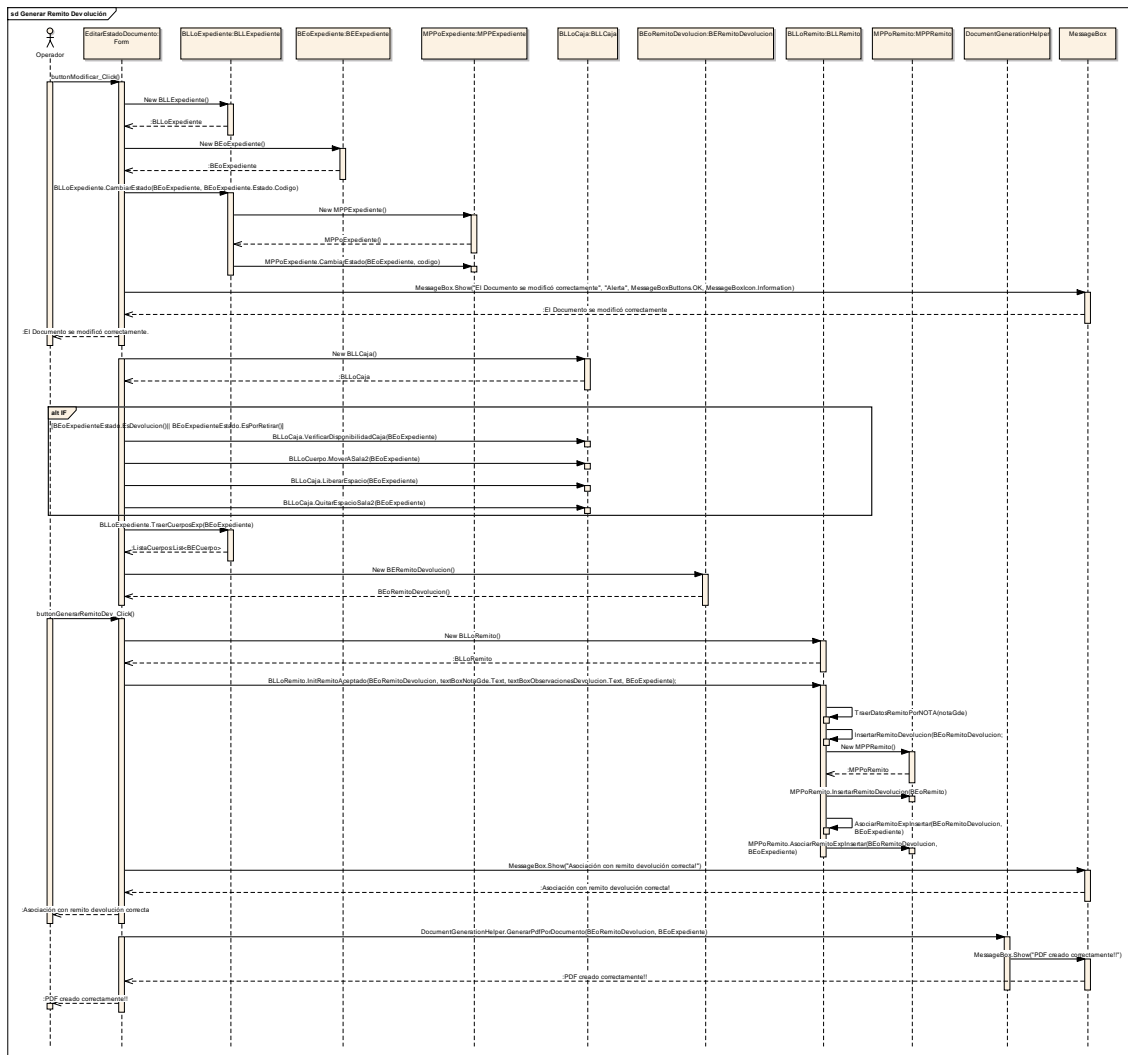 sd Generar Remito Devolución
Operador
EditarEstadoDocumento:
Form
BLLoExpediente:BLLExpediente
BEoExpediente:BEExpediente
MPPoExpediente:MPPExpediente
BLLoCaja:BLLCaja
BEoRemitoDevolucion:BERemitoDevolucion
BLLoRemito:BLLRemito
MPPoRemito:MPPRemito
DocumentGenerationHelper
MessageBox
buttonModificar_Click()
New BLLExpediente()
:BLLoExpediente
New BEoExpediente()
:BEoExpediente
BLLoExpediente.CambiarEstado(BEoExpediente, BEoExpediente.Estado.Codigo)
New MPPExpediente()
MPPoExpediente()
MPPoExpediente.CambiarEstado(BEoExpediente, codigo)
MessageBox.Show("El Documento se modificó correctamente", "Alerta", MessageBoxButtons.OK, MessageBoxIcon.Information)
:El Documento se modificó correctamente
:El Documento se modificó correctamente.
New BLLCaja()
:BLLoCaja
alt IF
[BEoExpedienteEstado.EsDevolucion()|| BEoExpedienteEstado.EsPorRetirar()]
BLLoCaja.VerificarDisponibilidadCaja(BEoExpediente)
BLLoCuerpo.MoverASala2(BEoExpediente)
BLLoCaja.LiberarEspacio(BEoExpediente)
BLLoCaja.QuitarEspacioSala2(BEoExpediente)
BLLoExpediente.TraerCuerposExp(BEoExpediente)
:ListaCuerpos:List<BECuerpo>
New BERemitoDevolucion()
BEoRemitoDevolucion()
buttonGenerarRemitoDev_Click()
New BLLoRemito()
:BLLoRemito
BLLoRemito.InitRemitoAceptado(BEoRemitoDevolucion, textBoxNotaGde.Text, textBoxObservacionesDevolucion.Text, BEoExpediente);
TraerDatosRemitoPorNOTA(notaGde)
InsertarRemitoDevolucion(BEoRemitoDevolucion;
New MPPRemito()
:MPPoRemito
MPPoRemito.InsertarRemitoDevolucion(BEoRemito)
AsociarRemitoExpInsertar(BEoRemitoDevolucion,
BEoExpediente)
MPPoRemito.AsociarRemitoExpInsertar(BEoRemitoDevolucion,
BEoExpediente)
MessageBox.Show("Asociación con remito devolución correcta!")
:Asociación con remito devolución correcta!
:Asociación con remito devolución correcta
DocumentGenerationHelper.GenerarPdfPorDocumento(BEoRemitoDevolucion, BEoExpediente)
MessageBox.Show("PDF creado correctamente!!")
:PDF creado correctamente!!
:PDF creado correctamente!!